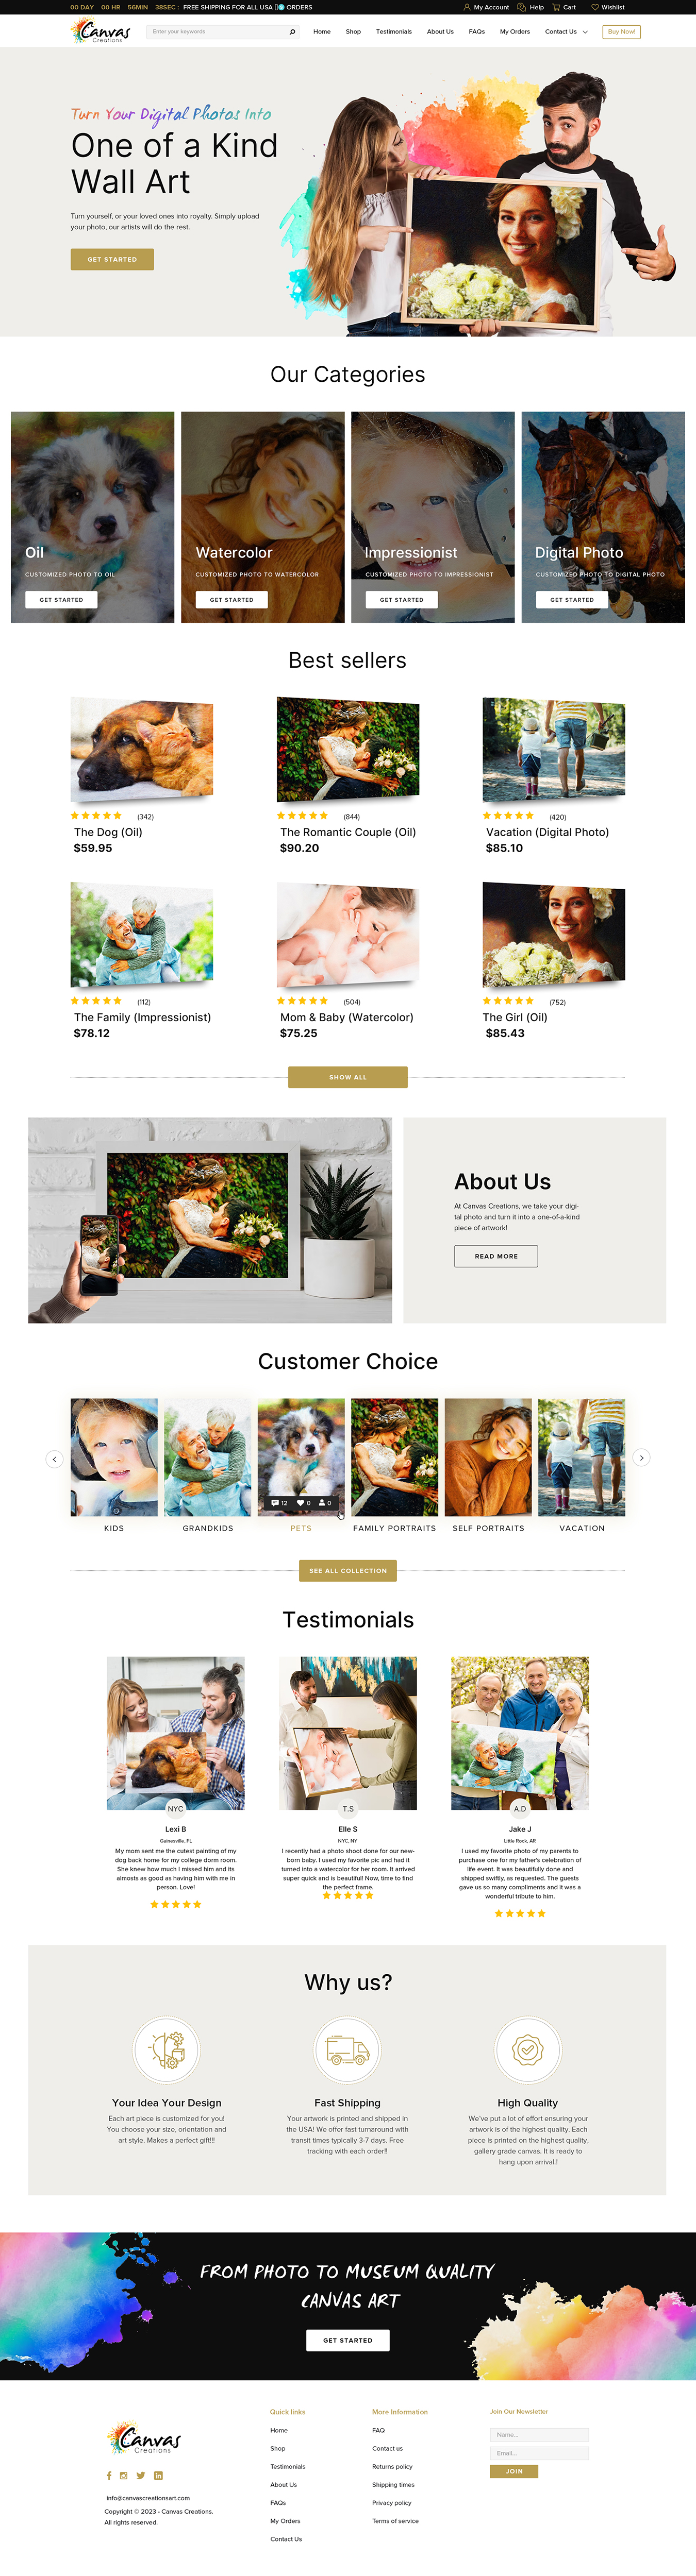 00 DAY 00 HR 56MIN 38SEC : FREE SHIPPING FOR ALL USA ORDERS
My Account Help Cart Wishlist
Canvas
Creations
Enter your keywords
Home Shop Testimonials About Us FAQs My Orders Contact Us Buy Now!
Turn Your Digital Photos Into
One of a Kind
Wall Art
Turn yourself, or your loved ones into royalty. Simply upload
your photo, our artists will do the rest.
GET STARTED
Our Categories
Oil
CUSTOMIZED PHOTO TO OIL
GET STARTED
Watercolor
CUSTOMIZED PHOTO TO WATERCOLOR
GET STARTED
Impressionist
CUSTOMIZED PHOTO TO IMPRESSIONIST
GET STARTED
Digital Photo
CUSTOMIZED PHOTO TO DIGITAL PHOTO
GET STARTED
Best sellers
(342)
The Dog (Oil)
$59.95
(844)
The Romantic Couple (Oil)
$90.20
(420)
Vacation (Digital Photo)
$85.10
(112)
The Family (Impressionist)
$78.12
(504)
Mom & Baby (Watercolor)
$75.25
(752)
The Girl (Oil)
$85.43
SHOW ALL
About Us
At Canvas Creations, we take your digi-
tal photo and turn it into a one-of-a-kind
piece of artwork!
READ MORE
Customer Choice
12 0 0
KIDS GRANDKIDS PETS FAMILY PORTRAITS SELF PORTRAITS VACATION
SEE ALL COLLECTION
Testimonials
NYC
Lexi B
Gainesville, FL
My mom sent me the cutest painting of my
dog back home for my college dorm room.
She knew how much I missed him and its
almosts as good as having him with me in
person. Love!
T.S
Elle S
NYC, NY
I recently had a photo shoot done for our new-
born baby. I used my favorite pic and had it
turned into a watercolor for her room. It arrived
super quick and is beautiful! Now, time to find
the perfect frame.
A.D
Jake J
Little Rock, AR
I used my favorite photo of my parents to
purchase one for my father's celebration of
life event. It was beautifully done and
shipped swiftly, as requested. The guests
gave us so many compliments and it was a
wonderful tribute to him.
Why us?
Your Idea Your Design
Each art piece is customized for you!
You choose your size, orientation and
art style. Makes a perfect gift!!!
Fast Shipping
Your artwork is printed and shipped in
the USA! We offer fast turnaround with
transit times typically 3-7 days. Free
tracking with each order!!
High Quality
We've put a lot of effort ensuring your
artwork is of the highest quality. Each
piece is printed on the highest quality,
gallery grade canvas. It is ready to
hang upon arrival.!
FROM PHOTO TO MUSEUM QUALITY
CANVAS ART
GET STARTED
Canvas
Creations
info@canvascreationsart.com
Copyright © 2023 - Canvas Creations.
All rights reserved.
Quick links
Home
Shop
Testimonials
About Us
FAQs
My Orders
Contact Us
More Information
FAQ
Contact us
Returns policy
Shipping times
Privacy policy
Terms of service
Join Our Newsletter
Name...
Email...
JOIN